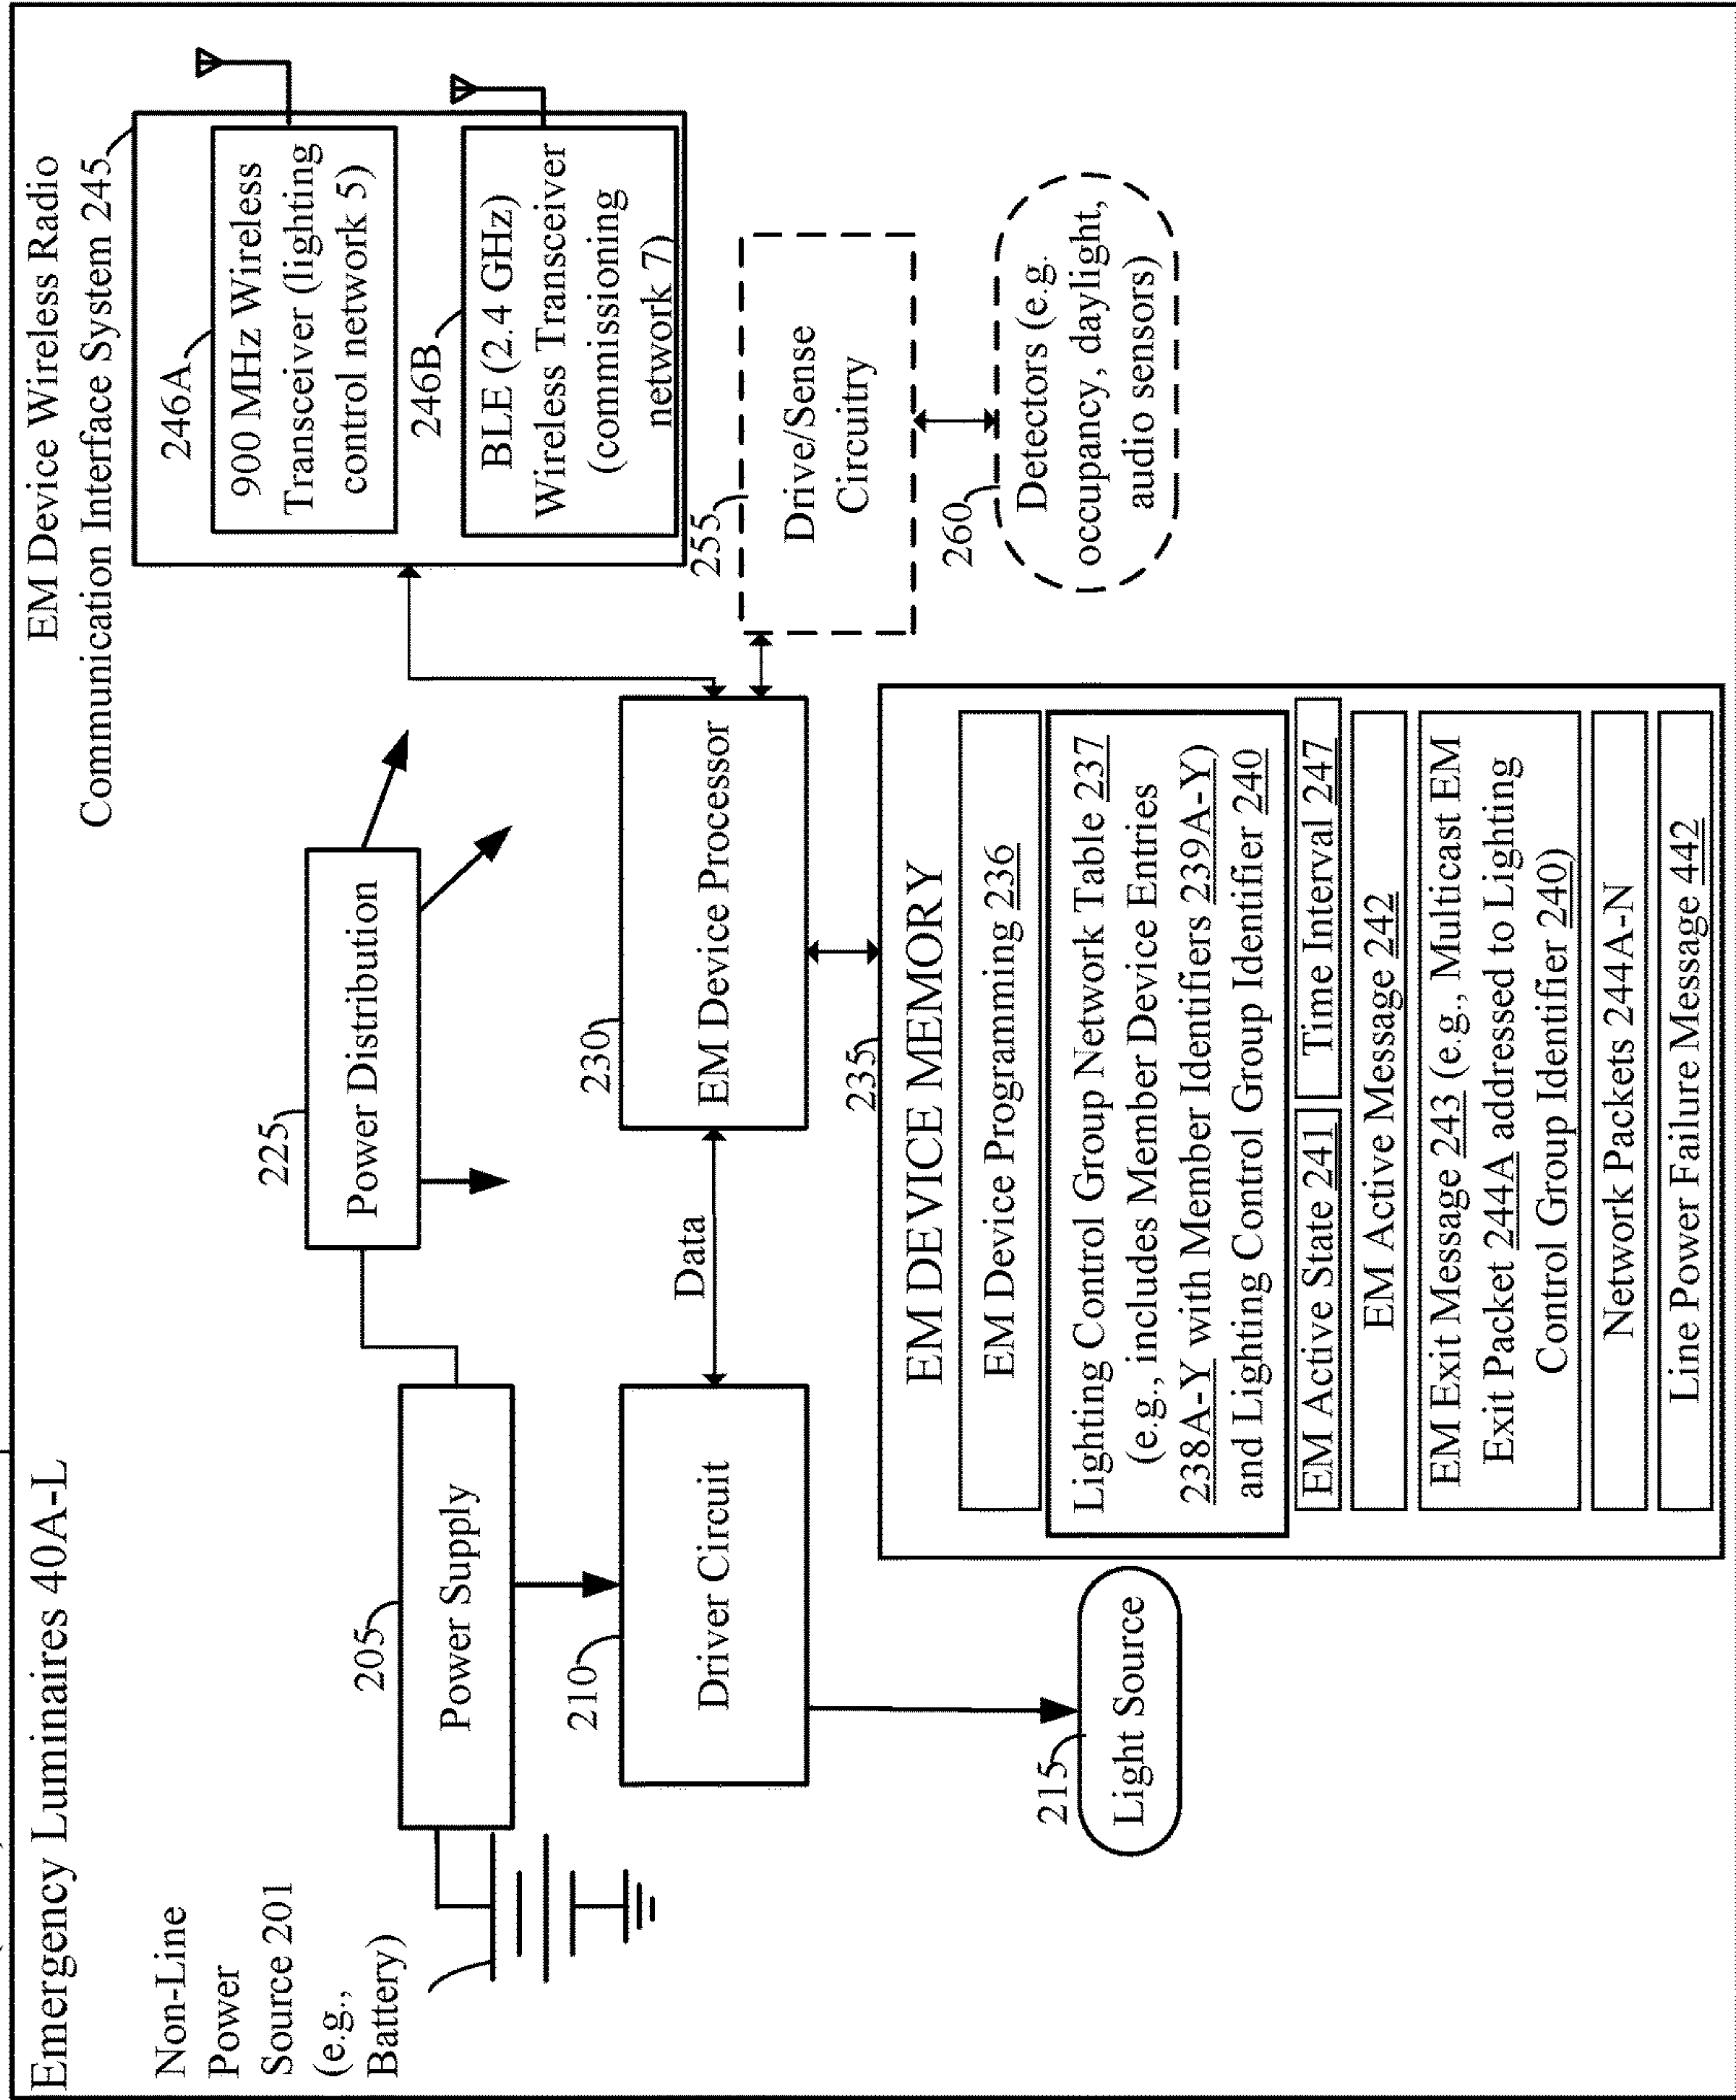 Emergency Luminaires 40A-L
EM Device Wireless Radio
Communication Interface System 245
Non-Line
Power
Source 201
(e.g.,
Battery)
205
Power Supply
225
Power Distribution
246A
900 MHz Wireless
Transceiver (lighting
control network 5)
246B
BLE (2.4 GHz)
Wireless Transceiver
(commissioning
network 7)
210
Driver Circuit
Data
230
EM Device Processor
255
Drive/Sense
Circuitry
260
Detectors (e.g.
occupancy, daylight,
audio sensors)
215
Light Source
235
EM DEVICE MEMORY
EM Device Programming 236
Lighting Control Group Network Table 237
(e.g., includes Member Device Entries
238A-Y with Member Identifiers 239A-Y)
and Lighting Control Group Identifier 240
EM Active State 241
Time Interval 247
EM Active Message 242
EM Exit Message 243 (e.g., Multicast EM
Exit Packet 244A addressed to Lighting
Control Group Identifier 240)
Network Packets 244A-N
Line Power Failure Message 442